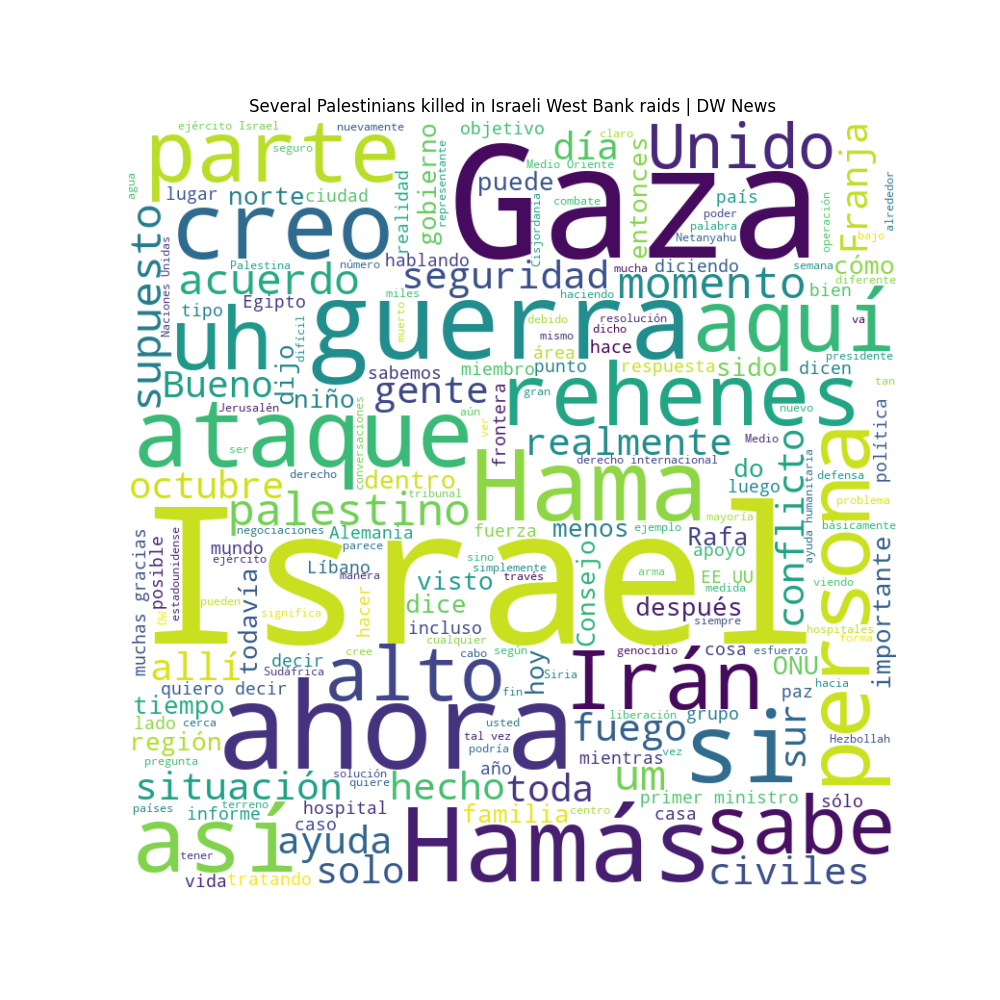 Several Palestinians killed in Israeli West Bank raids | DW News
ejército Israel
nuevamente
objetivo
claro
parte
seguro
Gaza
día
Unido
Medio Oriente
gobierno
representante
entonces
Franja
agua
lugar
norte
ciudad
realidad
puede
combate
Cisjordania
país
poder
palabra
Netanyahu
operación
bajo
alrededor
supuesto
creo
Naciones Unidas
Palestina
número
hablando
seguridad
mucha
diciendo
semana
cómo
diferente
acuerdo
momento
bien
tipo
Egipto
miles
haciendo
guerra
aquí
muerto
debido
resolución
dicho
mismo
va
uh
difícil
dijo
área
hace
presidente
Bueno
sabemos
miembro
punto
respuesta
sido
dicen
niño
gente
gran
rehenes
tan
Jerusalén
conversaciones
aún
frontera
nuevo
política
ataque
ver
realmente
Medio
ser
derecho
derecho internacional
do
conflicto
ayuda humanitaria
defensa
persona
octubre
dentro
Hama
luego
tribunal
problema
palestino
mayoría
negociaciones
Alemania
fuerza
menos
ejemplo
básicamente
muchas gracias
posible
estadounidense
mundo
ejército
parece
sino
Rafa
apoyo
importante
Israel
Líbano
manera
simplemente
través
Consejo
arma
EE UU
medida
viendo
todavía
visto
DW
pueden
significa
hacer
dice
después
siempre
hospitales
forma
incluso
cualquier
allí
decir
cree
cabo
según
genocidio
cosa
esfuerzo
Sudáfrica
alto
hoy
Siria
Irán
ONU
hacia
quiero decir
fin
paz
tiempo
lado
cerca
ahora
usted
liberación
grupo
si
sur
Hezbollah
región
tal vez
fuego
pregunta
podría
mientras
vez
situación
solución
quiere
hecho
año
toda
um
países
terreno
informe
hospital
familia
centro
primer ministro
casa
sólo
así
caso
ayuda
Hamás
sabe
tener
vida
tratando
solo
civiles